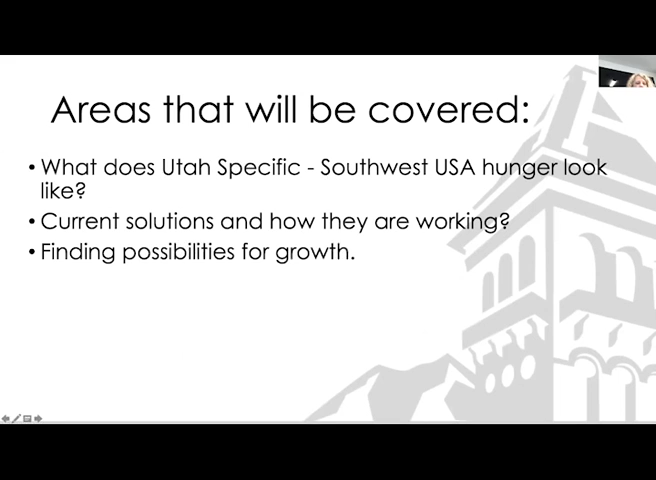 Areas that will be covered:
• What does Utah Specific - Southwest USA hunger look
like?
• Current solutions and how they are working?
• Finding possibilities for growth.